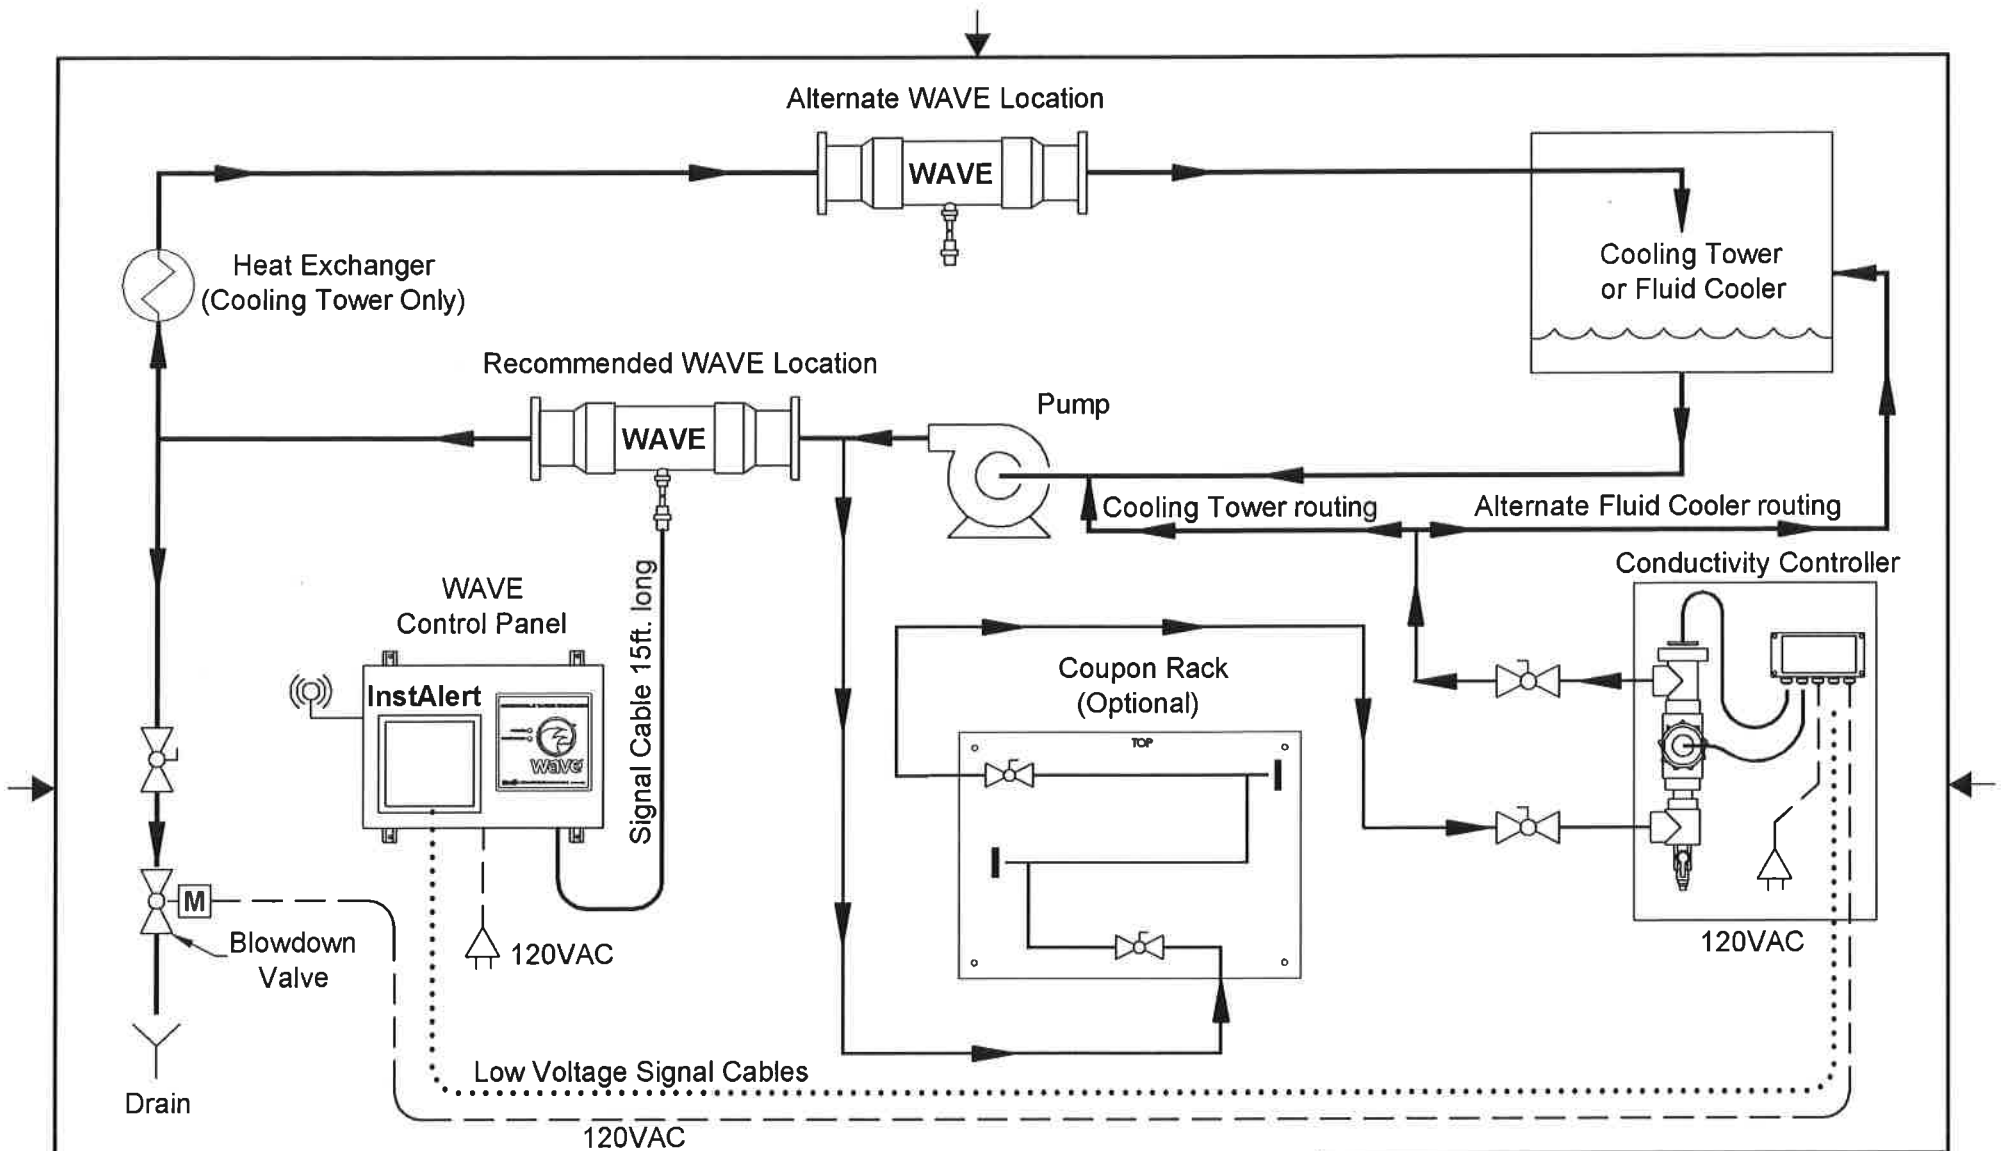 Alternate WAVE Location
WAVE
Heat Exchanger
(Cooling Tower Only)
Cooling Tower
or Fluid Cooler
Recommended WAVE Location
WAVE
Pump
Cooling Tower routing
Alternate Fluid Cooler routing
Conductivity Controller
WAVE
Control Panel
Signal Cable 15ft. long
InstAlert
wave
Coupon Rack
(Optional)
TOP
M
Blowdown
Valve
120VAC
120VAC
Drain
Low Voltage Signal Cables
120VAC